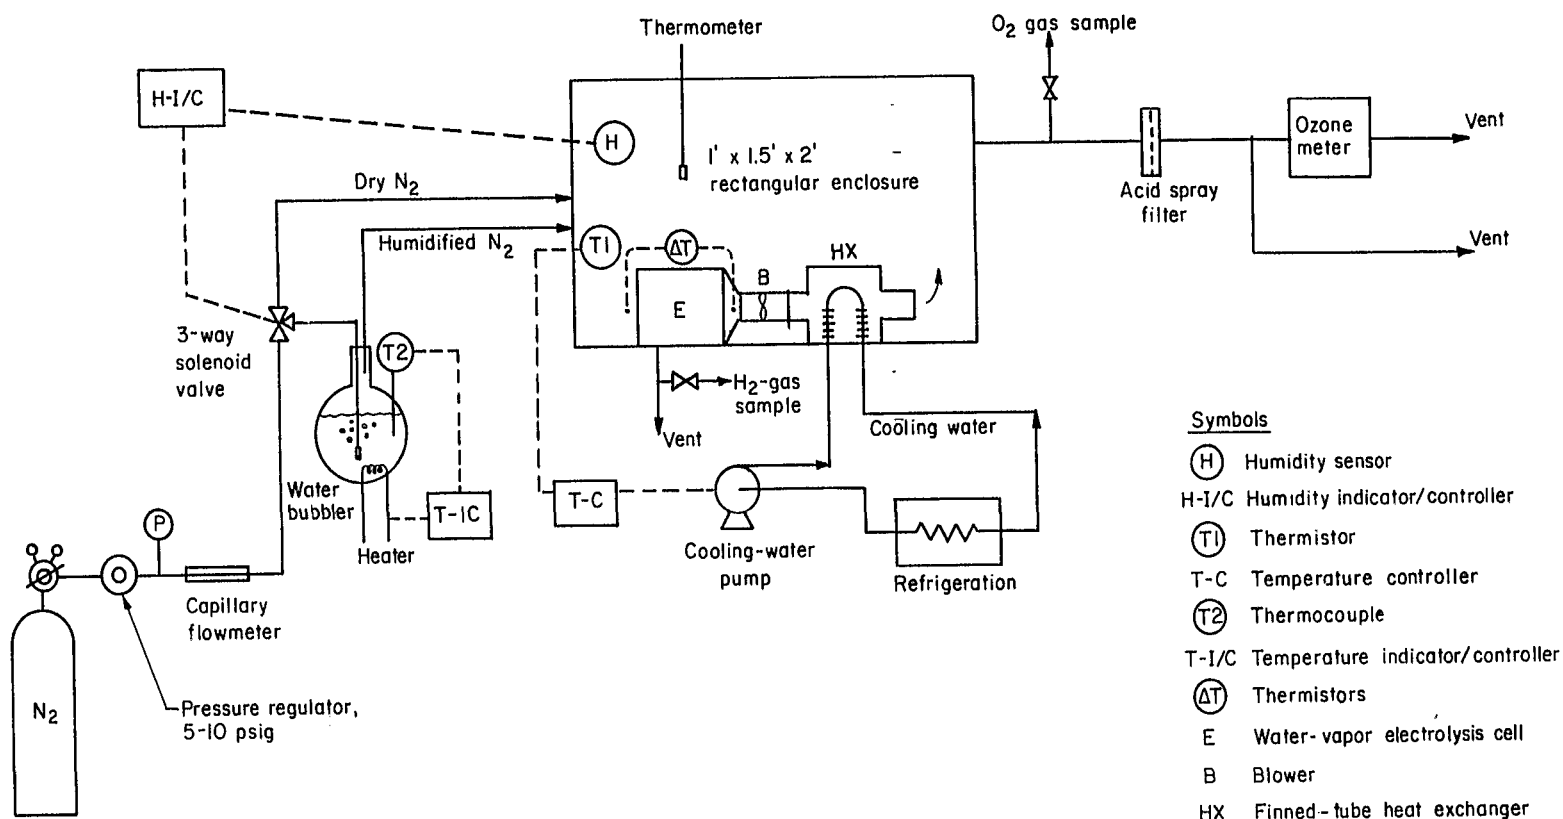 Thermometer
O2 gas sample
H-I/C
H
1' x 1.5' x 2'
rectangular enclosure
Ozone
meter
Vent
Acid spray
filter
Vent
Dry N2
Humidified N2
T1
ΔT
HX
B
E
3-way
solenoid
valve
T2
H2-gas
sample
Vent
Cooling water
Water
bubbler
T-IC
Heater
T-C
Cooling-water
pump
Refrigeration
P
Capillary
flowmeter
N2
Pressure regulator,
5-10 psig
Symbols
H Humidity sensor
H-I/C Humidity indicator/controller
T1 Thermistor
T-C Temperature controller
T2 Thermocouple
T-I/C Temperature indicator/controller
ΔT Thermistors
E Water-vapor electrolysis cell
B Blower
HX Finned-tube heat exchanger